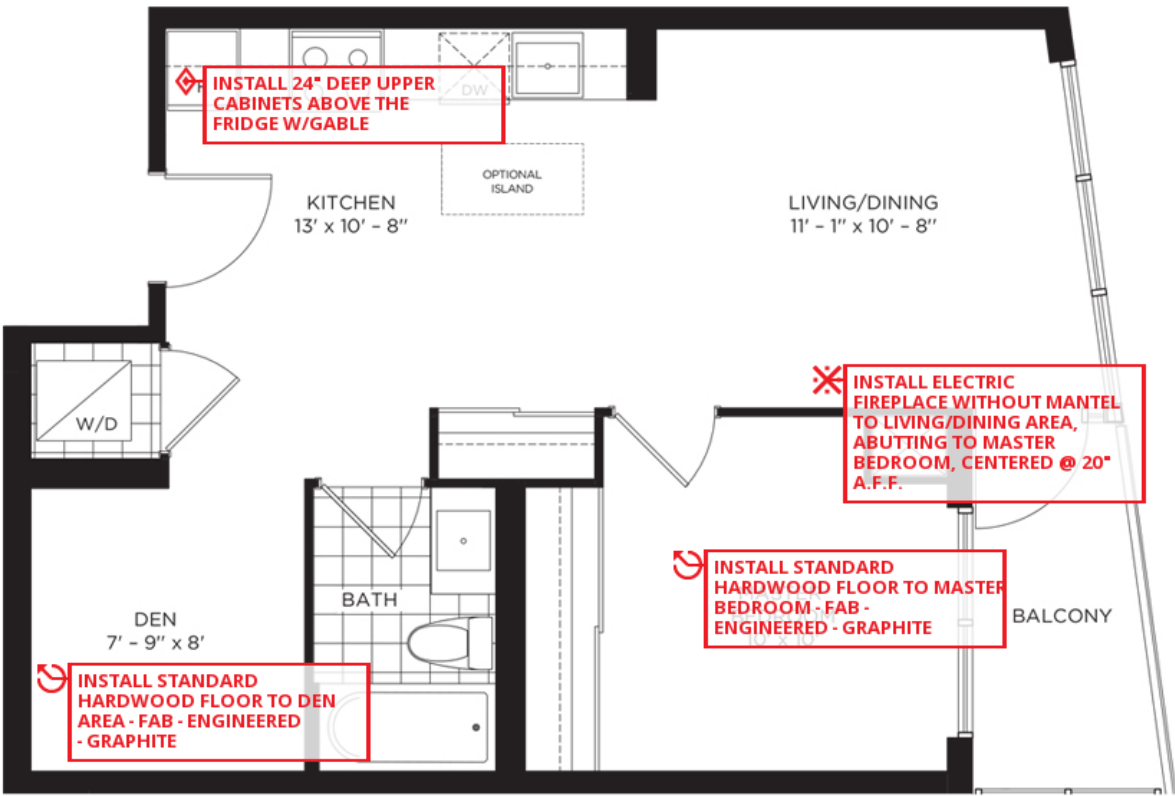 INSTALL 24" DEEP UPPER
CABINETS ABOVE THE
FRIDGE W/GABLE
DW
OPTIONAL
ISLAND
KITCHEN
13' x 10' - 8"
LIVING/DINING
11' - 1" x 10' - 8"
INSTALL ELECTRIC
FIREPLACE WITHOUT MANTEL
TO LIVING/DINING AREA,
ABUTTING TO MASTER
BEDROOM, CENTERED @ 20"
A.F.F.
W/D
INSTALL STANDARD
HARDWOOD FLOOR TO MASTER
BEDROOM - FAB -
ENGINEERED - GRAPHITE
BATH
BALCONY
DEN
7' - 9" x 8'
INSTALL STANDARD
HARDWOOD FLOOR TO DEN
AREA - FAB - ENGINEERED
- GRAPHITE